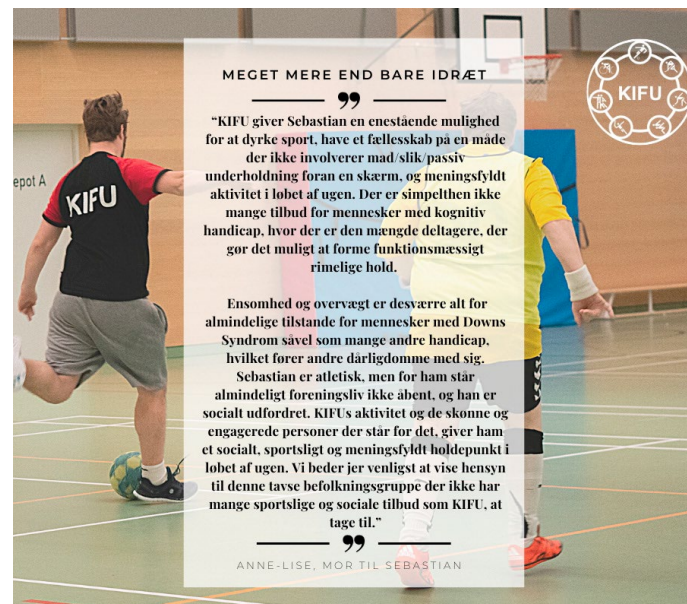 MEGET MERE END BARE IDRÆT
”
“KIFU giver Sebastian en enestående mulighed
for at dyrke sport, have et fællesskab på en måde
der ikke involverer mad/slik/passiv
underholdning foran en skærm, og meningsfyldt
aktivitet i løbet af ugen. Der er simpelthen ikke
mange tilbud for mennesker med kognitiv
handicap, hvor der er den mængde deltagere, der
gør det muligt at forme funktionsmæssigt
rimelige hold.
Ensomhed og overvægt er desværre alt for
almindelige tilstande for mennesker med Downs
Syndrom såvel som mange andre handicap,
hvilket fører andre dårligdomme med sig.
Sebastian er atletisk, men for ham står
almindeligt foreningsliv ikke åbent, og han er
socialt udfordret. KIFUs aktivitet og de skønne og
engagerede personer der står for det, giver ham
et socialt, sportsligt og meningsfyldt holdepunkt i
løbet af ugen. Vi beder jer venligst at vise hensyn
til denne tavse befolkningsgruppe der ikke har
mange sportslige og sociale tilbud som KIFU, at
tage til.”
”
ANNE-LISE, MOR TIL SEBASTIAN
KIFU
epot A
KIFU